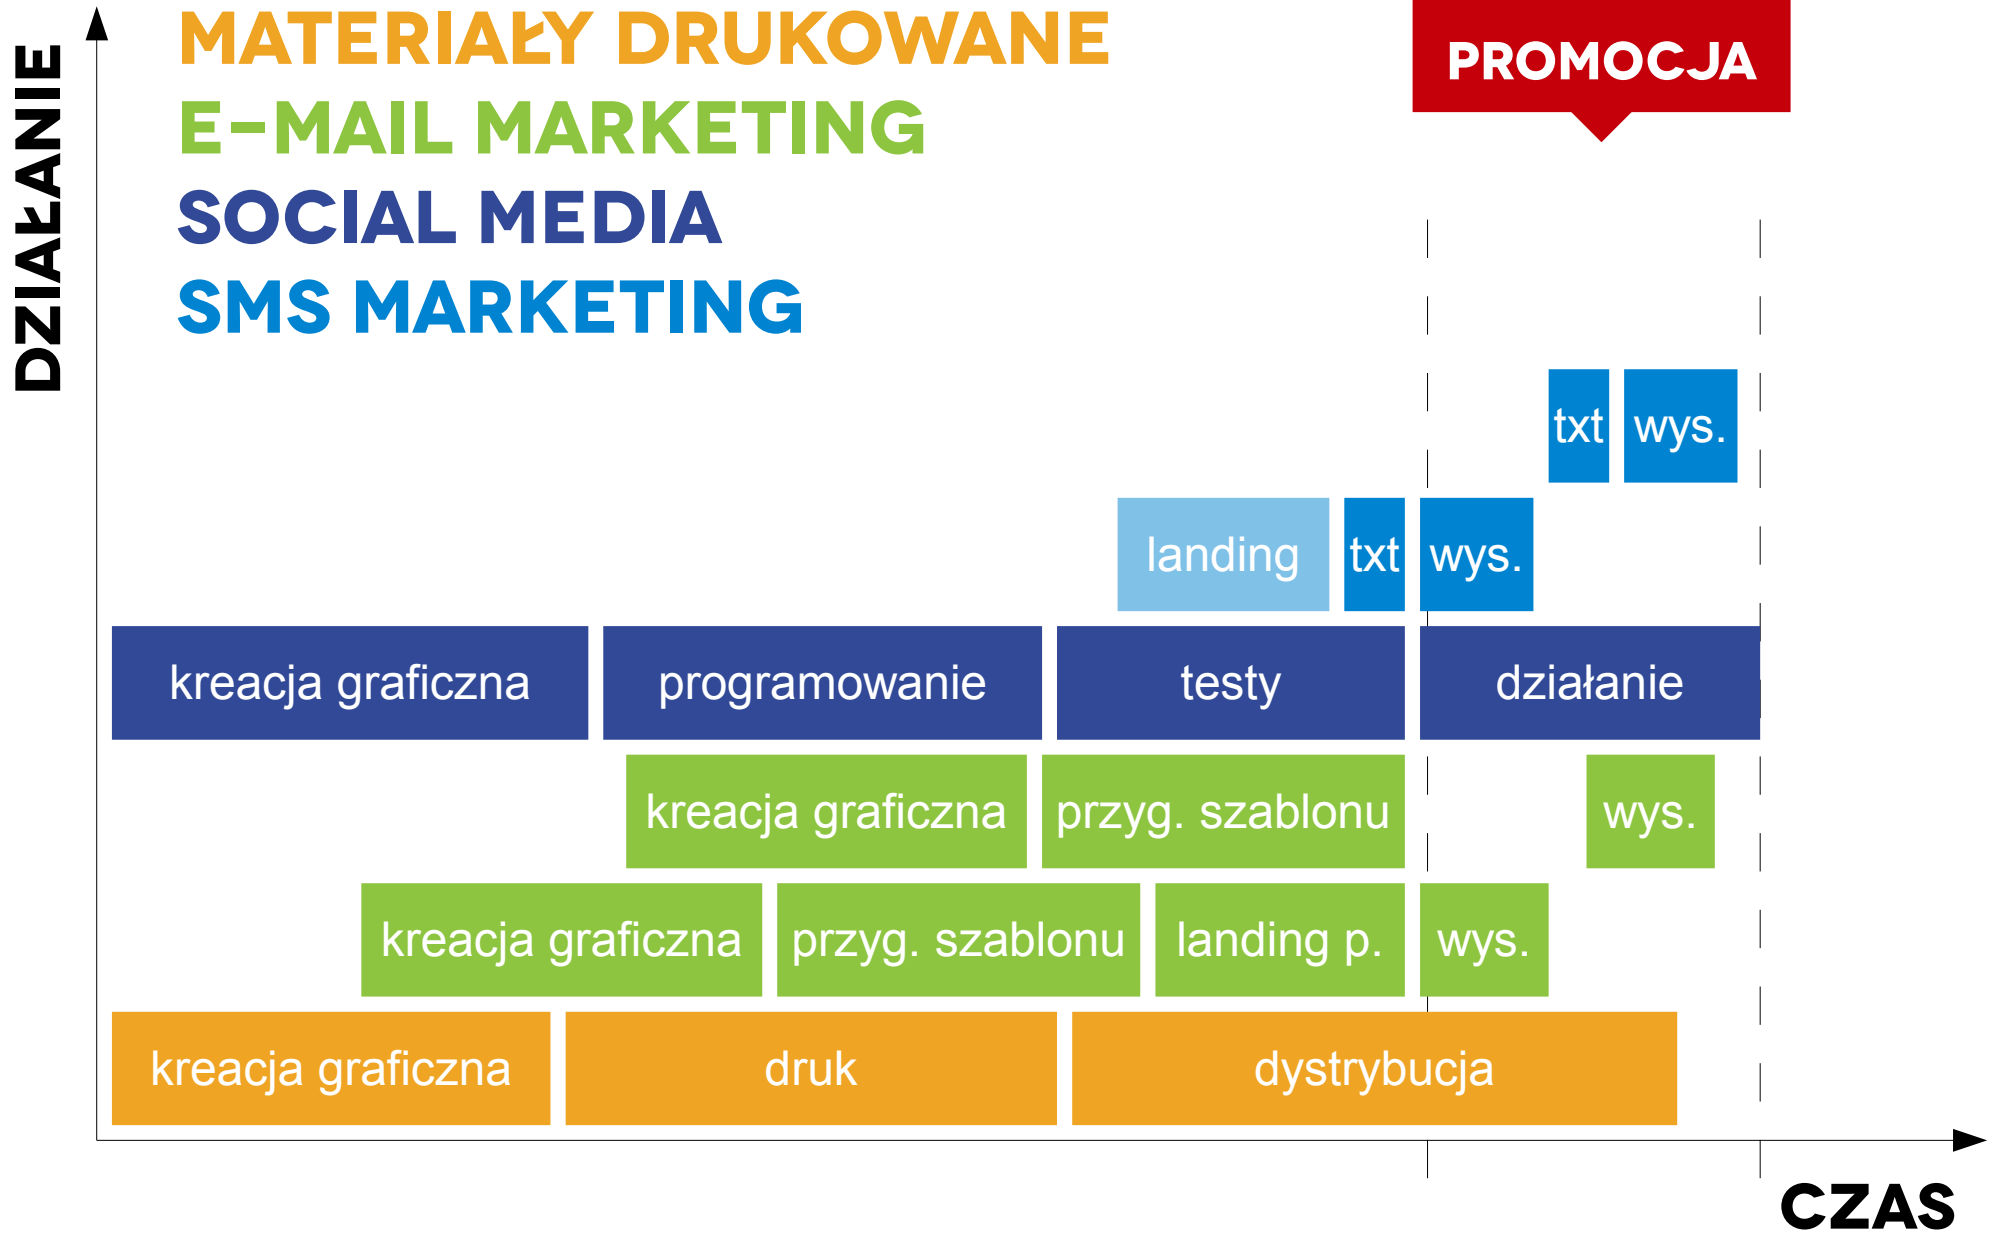 MATERIAŁY DRUKOWANE
E-MAIL MARKETING
SOCIAL MEDIA
SMS MARKETING
PROMOCJA
DZIAŁANIE
txt wys.
landing txt wys.
kreacja graficzna programowanie testy działanie
kreacja graficzna przyg. szablonu wys.
kreacja graficzna przyg. szablonu landing p. wys.
kreacja graficzna druk dystrybucja
CZAS